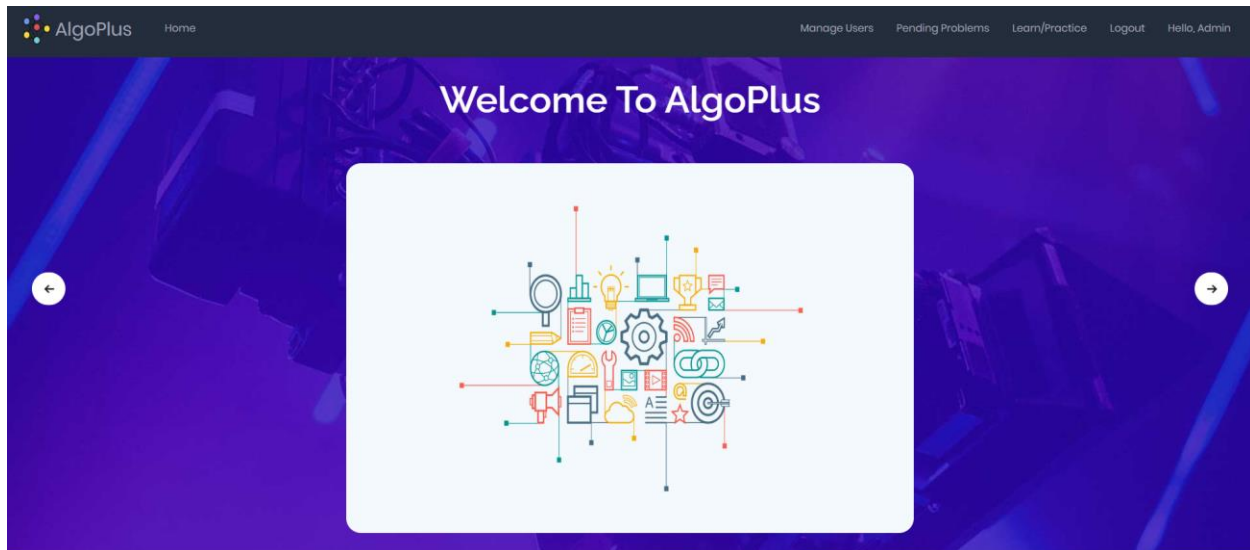 AlgoPlus Home Manage Users Pending Problems Learn/Practice Logout Hello, Admin
Welcome To AlgoPlus
A
@